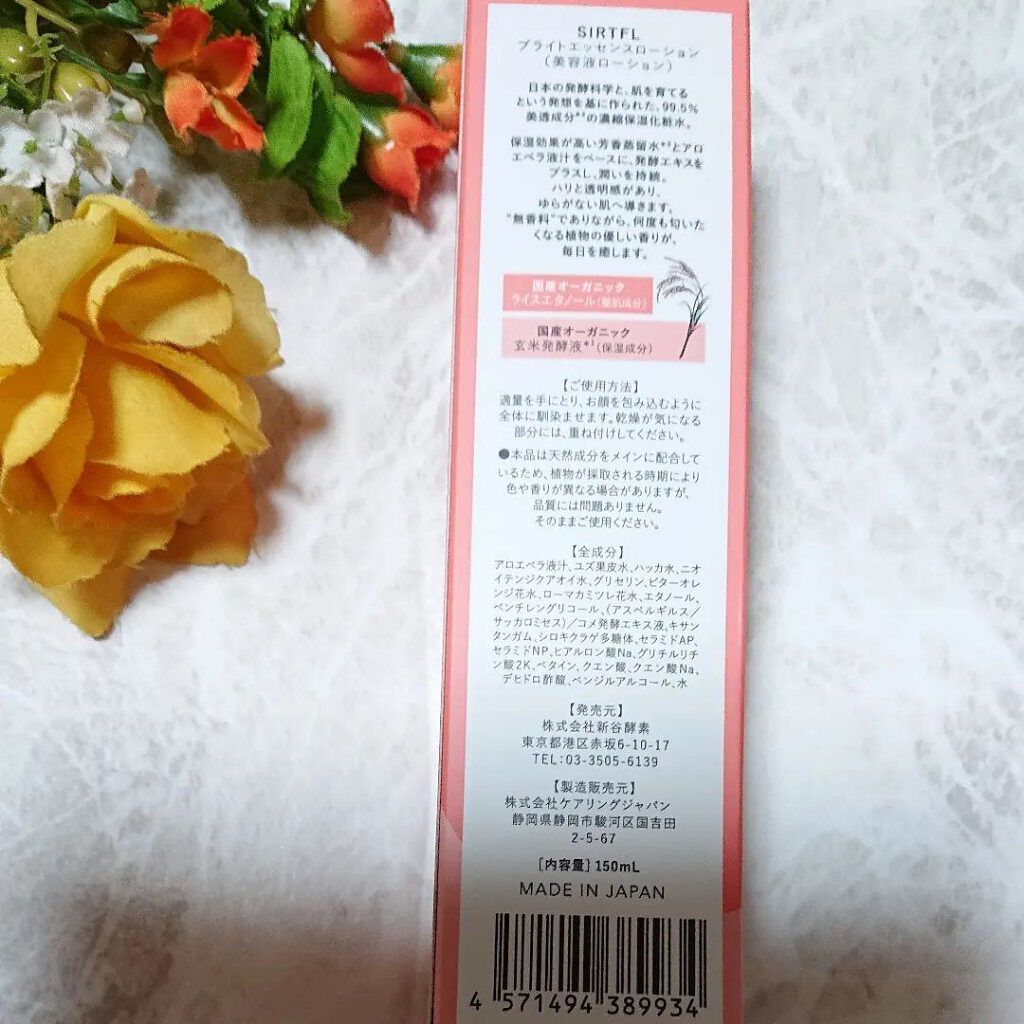 SIRTFL
ブライトエッセンスローション
(美容液ローション)
日本の発酵科学と、肌を育てる
という発想を基に作られた、99.5%
美透成分*²の濃縮保湿化粧水。
保湿効果が高い芳香蒸留水*³とアロ
エベラ液汁をベースに、発酵エキスを
プラスし、潤いを持続。
ハリと透明感があり、
ゆらがない肌へ導きます。
“無香料”でありながら、何度も匂いた
くなる植物の優しい香りが、
毎日を癒します。
国産オーガニック
ライスエタノール(整肌成分)
国産オーガニック
玄米発酵液*¹(保湿成分)
【ご使用方法】
適量を手にとり、お顔を包み込むように
全体に馴染ませます。乾燥が気になる
部分には、重ね付けしてください。
●本品は天然成分をメインに配合して
いるため、植物が採取される時期により
色や香りが異なる場合がありますが、
品質には問題ありません。
そのままご使用ください。
【全成分】
アロエベラ液汁、ユズ果皮水、ハッカ水、ニオ
イテンジクアオイ水、グリセリン、ビターオレ
ンジ花水、ローマカミツレ花水、エタノール、
ペンチレングリコール、(アスペルギルス/
サッカロミセス)/コメ発酵エキス液、キサン
タンガム、シロキクラゲ多糖体、セラミドAP、
セラミドNP、ヒアルロン酸Na、グリチルリチ
ン酸2K、ベタイン、クエン酸、クエン酸Na、
デヒドロ酢酸、ベンジルアルコール、水
【発売元】
株式会社新谷酵素
東京都港区赤坂6-10-17
TEL:03-3505-6139
【製造販売元】
株式会社ケアリングジャパン
静岡県静岡市駿河区国吉田
2-5-67
[内容量] 150mL
MADE IN JAPAN
4 571494 389934